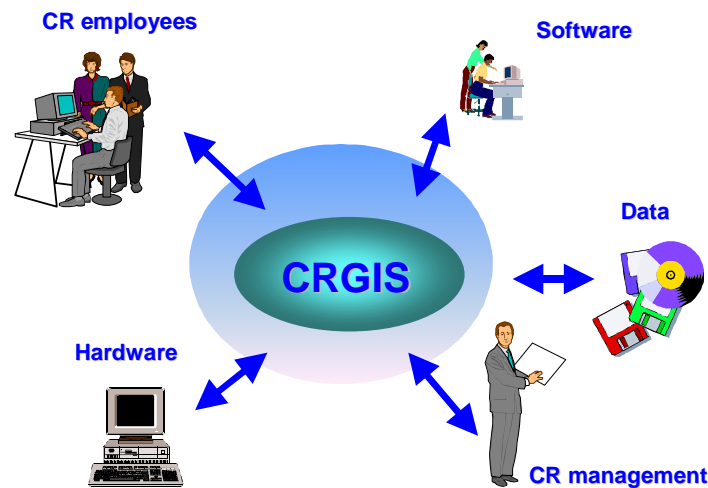 CR employees
Software
Data
CRGIS
Hardware
CR management